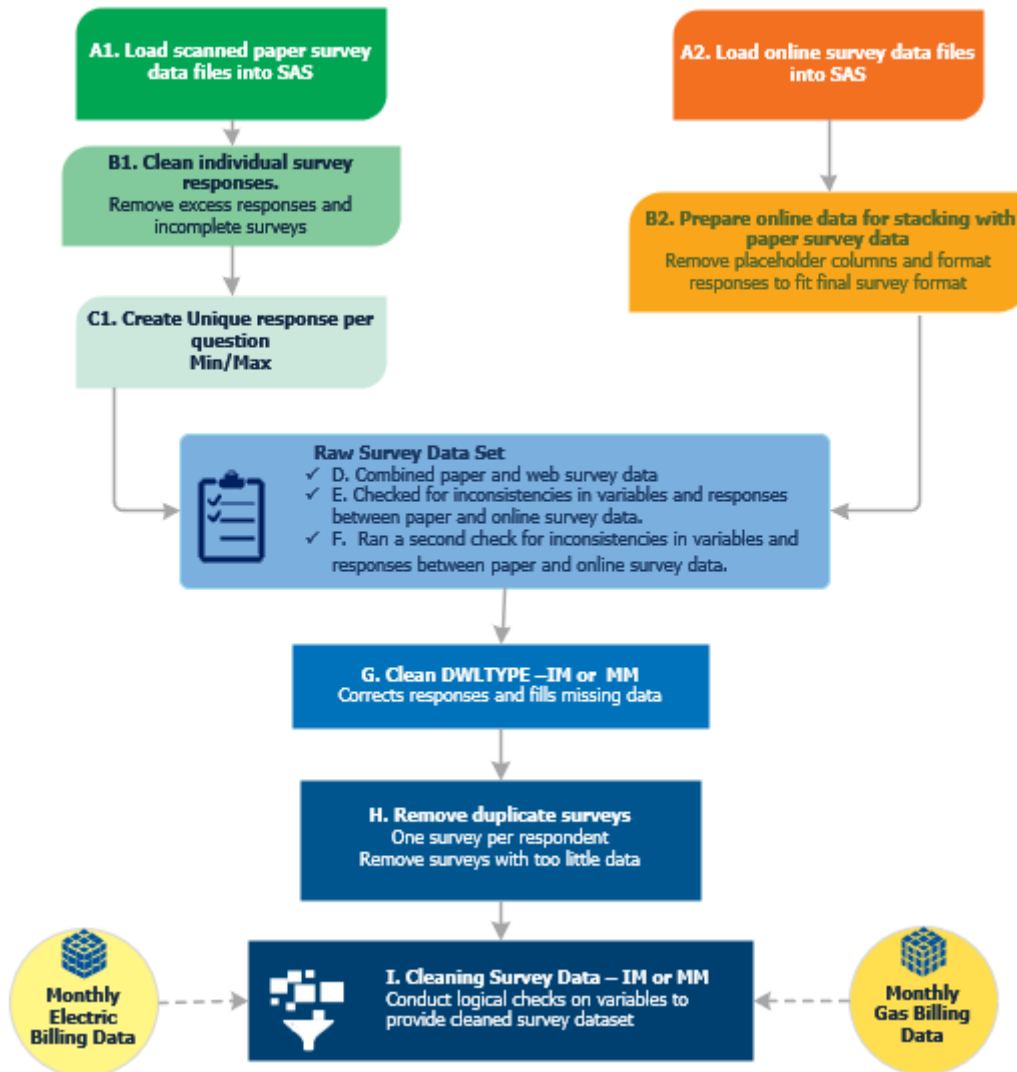 A1. Load scanned paper survey
data files into SAS
A2. Load online survey data files
into SAS
B1. Clean individual survey
responses.
Remove excess responses and
incomplete surveys
B2. Prepare online data for stacking with
paper survey data
Remove placeholder columns and format
responses to fit final survey format
C1. Create Unique response per
question
Min/Max
Raw Survey Data Set
✓ D. Combined paper and web survey data
✓ E. Checked for inconsistencies in variables and responses
between paper and online survey data.
✓ F. Ran a second check for inconsistencies in variables and
responses between paper and online survey data.
G. Clean DWLTYPE –IM or MM
Corrects responses and fills missing data
H. Remove duplicate surveys
One survey per respondent
Remove surveys with too little data
Monthly
Electric
Billing Data
I. Cleaning Survey Data – IM or MM
Conduct logical checks on variables to
provide cleaned survey dataset
Monthly
Gas Billing
Data